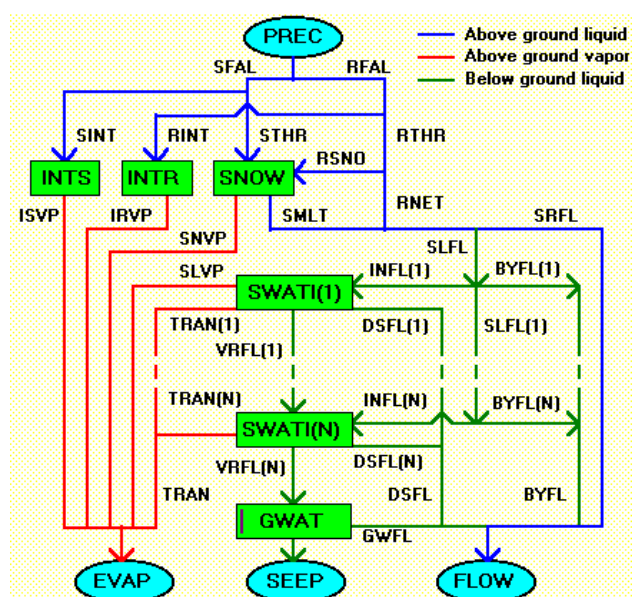 PREC
Above ground liquid
Above ground vapor
Below ground liquid
SFAL RFAL
SINT RINT STHR RTHR
RSNO
INTS INTR SNOW
ISVP IRVP SMLT RNET SRFL
SNVP
SLFL
SLVP INFL(1) BYFL(1)
SWATI(1)
TRAN(1) DSFL(1) SLFL(1)
VRFL(1)
TRAN(N) INFL(N) BYFL(N)
SWATI(N)
VRFL(N) DSFL(N)
TRAN DSFL BYFL
GWAT
GWFL
EVAP SEEP FLOW